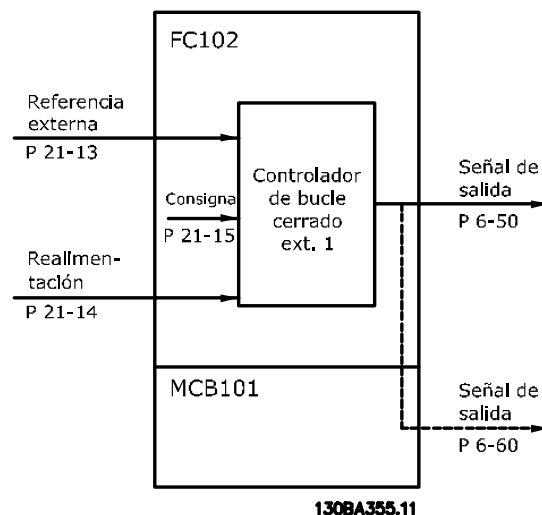 FC102
Referencia
externa
P 21-13
Consigna
P 21-15
Realimen-
tación
P 21-14
Controlador
de bucle
cerrado
ext. 1
Señal de
salida
P 6-50
MCB101
Señal de
salida
P 6-60
130BA355.11